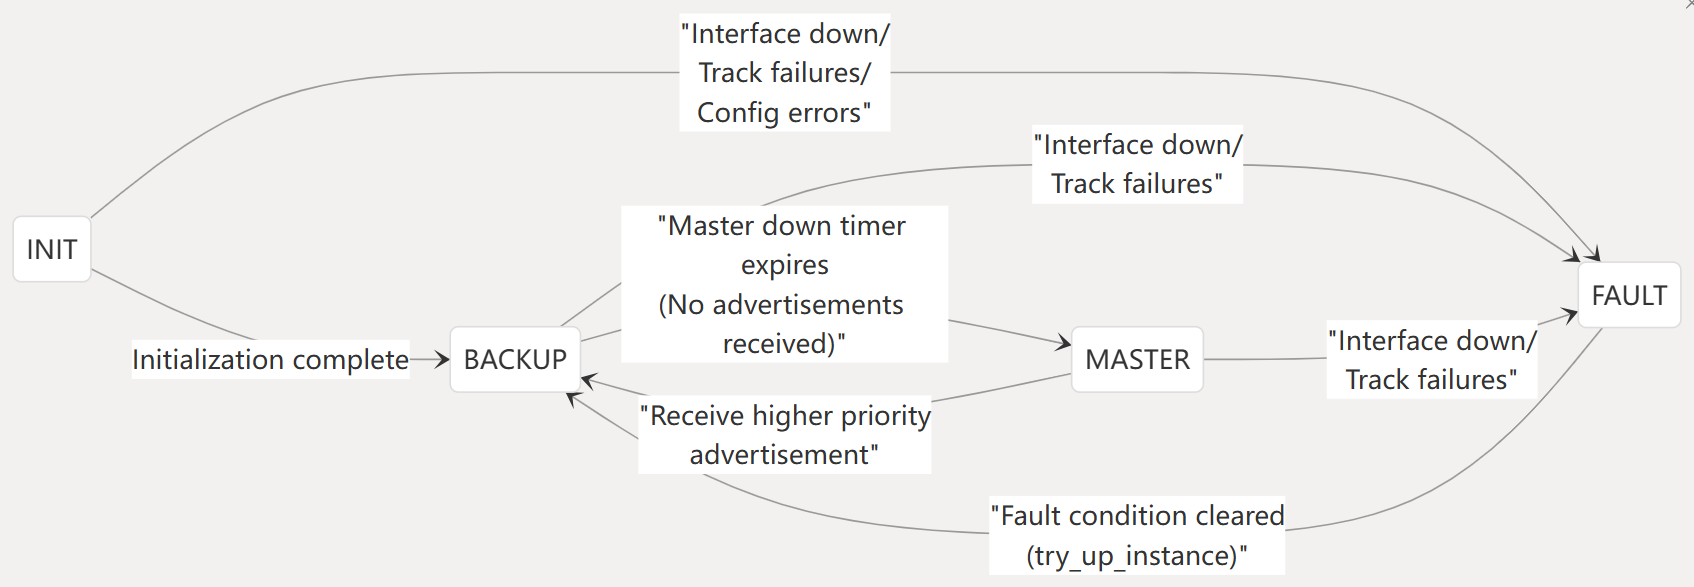 "Interface down/
Track failures/
Config errors"
"Interface down/
Track failures"
INIT
"Master down timer
expires
(No advertisements
received)"
FAULT
Initialization complete
BACKUP
MASTER
"Interface down/
Track failures"
"Receive higher priority
advertisement"
"Fault condition cleared
(try_up_instance)"